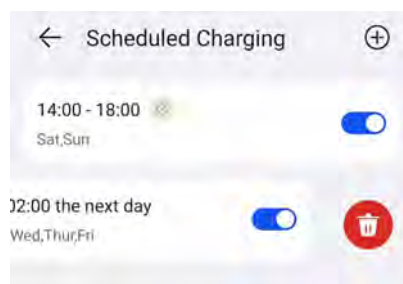 Scheduled Charging
14:00 - 18:00
Sat,Sun
02:00 the next day
Wed,Thur,Fri